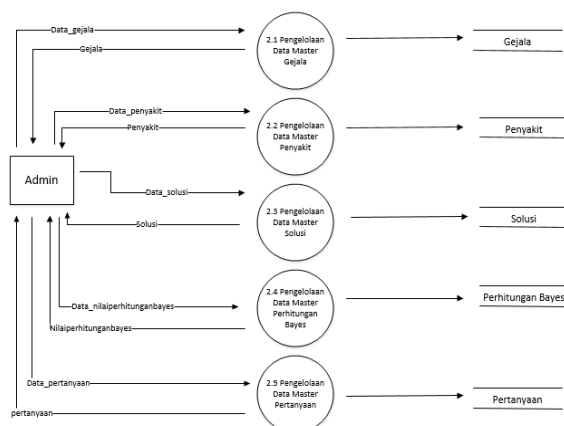 Data_gejala
Gejala
2.1 Pengelolaan
Data Master
Gejala
Gejala
Data_penyakit
Penyakit
2.2 Pengelolaan
Data Master
Penyakit
Penyakit
Admin
Data_solusi
Solusi
2.3 Pengelolaan
Data Master
Solusi
Solusi
Data_nilaiperhitunganbayes
Nilaiperhitunganbayes
2.4 Pengelolaan
Data Master
Perhitungan
Bayes
Perhitungan Bayes
Data_pertanyaan
pertanyaan
2.5 Pengelolaan
Data Master
Pertanyaan
Pertanyaan